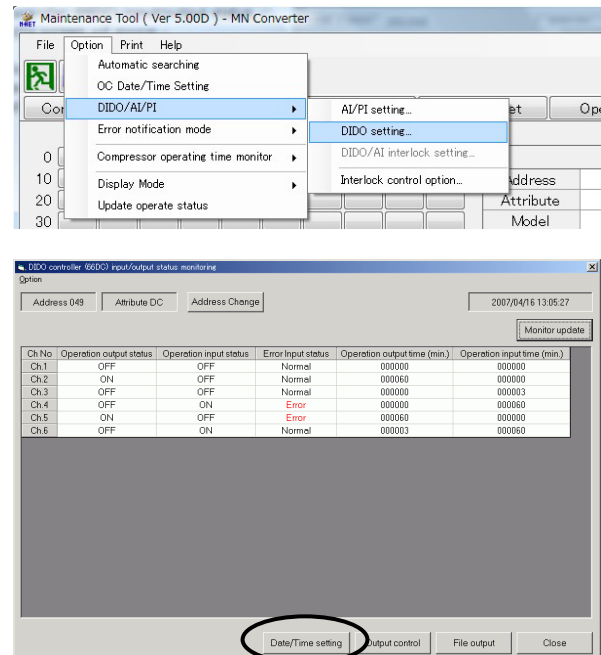 Maintenance Tool ( Ver 5.00D ) - MN Converter
File Option Print Help
Automatic searching
OC Date/Time Setting
DIDO/AI/PI
AI/PI setting...
Error notification mode
DIDO setting...
Compressor operating time monitor
DIDO/AI interlock setting...
Display Mode
Interlock control option...
Update operate status
Co
et
Ope
0
10
Address
20
Attribute
30
Model
DIDO controller (66DC) input/output status monitoring
Option
Address 049 Attribute DC Address Change 2007/04/16 13:05:27
Monitor update
Ch No Operation output status Operation input status Error Input status Operation output time (min.) Operation input time (min.)
Ch.1 OFF OFF Normal 000000 000000
Ch.2 ON OFF Normal 000060 000000
Ch.3 OFF OFF Normal 000000 000003
Ch.4 OFF ON Error 000000 000060
Ch.5 ON OFF Error 000060 000000
Ch.6 OFF ON Normal 000003 000060
Date/Time setting Output control File output Close